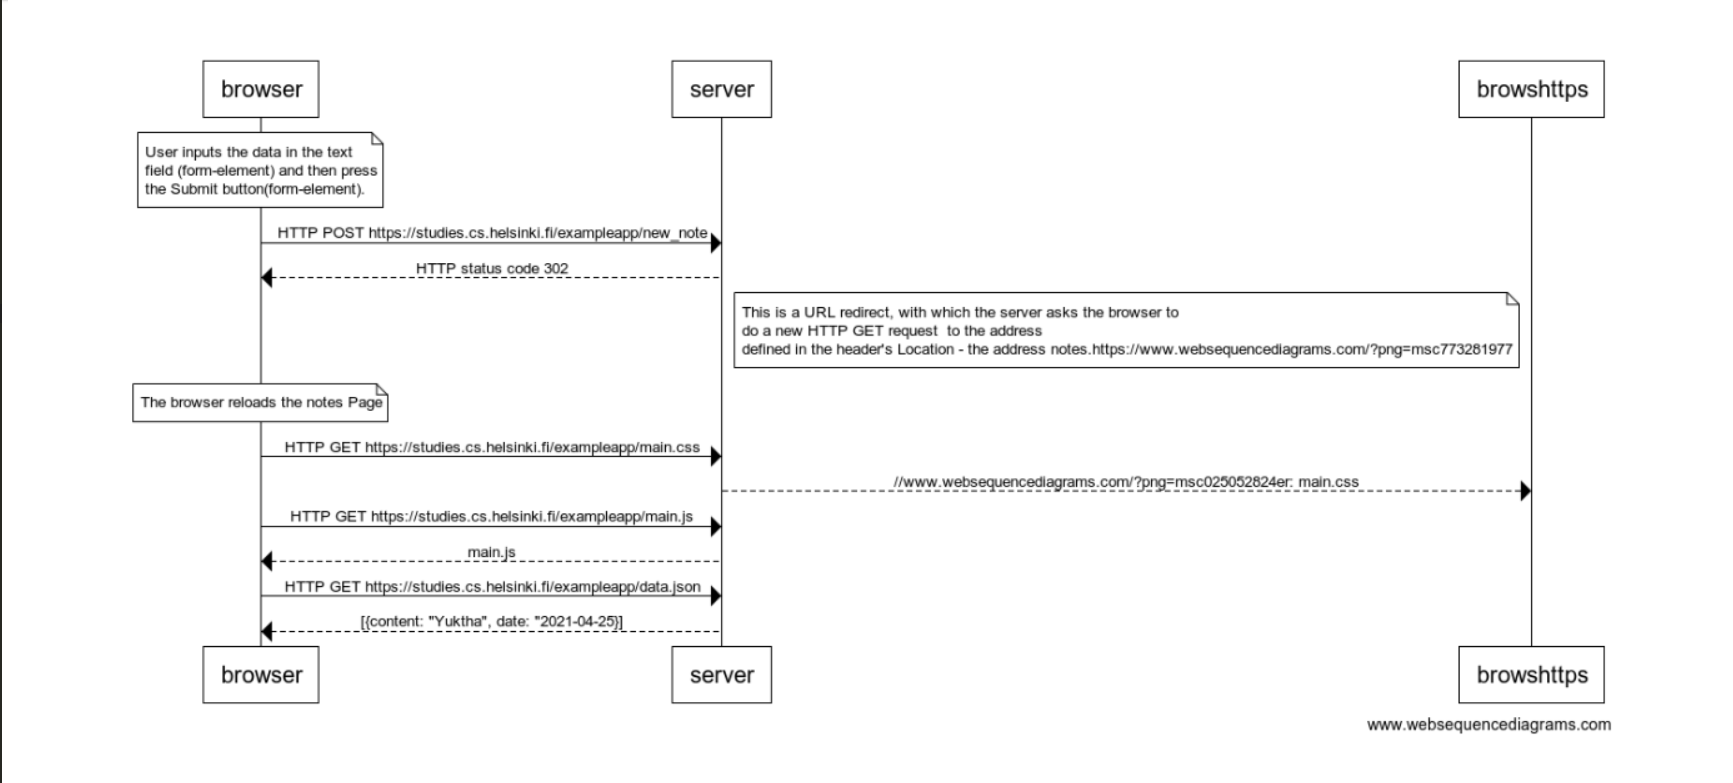 browser
server
browshttps
User inputs the data in the text
field (form-element) and then press
the Submit button(form-element).
HTTP POST https://studies.cs.helsinki.fi/exampleapp/new_note
HTTP status code 302
This is a URL redirect, with which the server asks the browser to
do a new HTTP GET request  to the address
defined in the header's Location - the address notes.https://www.websequencediagrams.com/?png=msc773281977
The browser reloads the notes Page
HTTP GET https://studies.cs.helsinki.fi/exampleapp/main.css
//www.websequencediagrams.com/?png=msc025052824er: main.css
HTTP GET https://studies.cs.helsinki.fi/exampleapp/main.js
main.js
HTTP GET https://studies.cs.helsinki.fi/exampleapp/data.json
[{content: "Yuktha", date: "2021-04-25}]
browser
server
browshttps
www.websequencediagrams.com